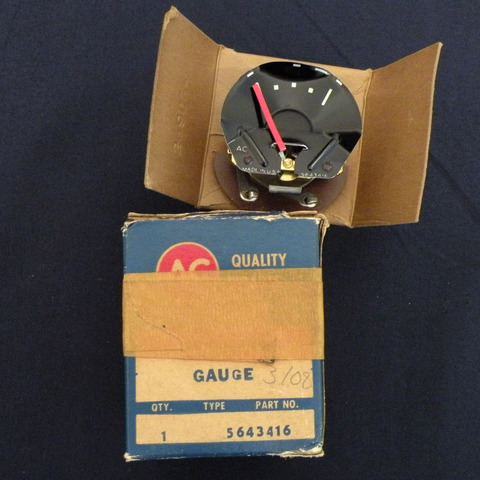 AC
MADE IN U.S.A.
AC
QUALITY
GAUGE 3/08
QTY. TYPE PART NO.
1 5643416